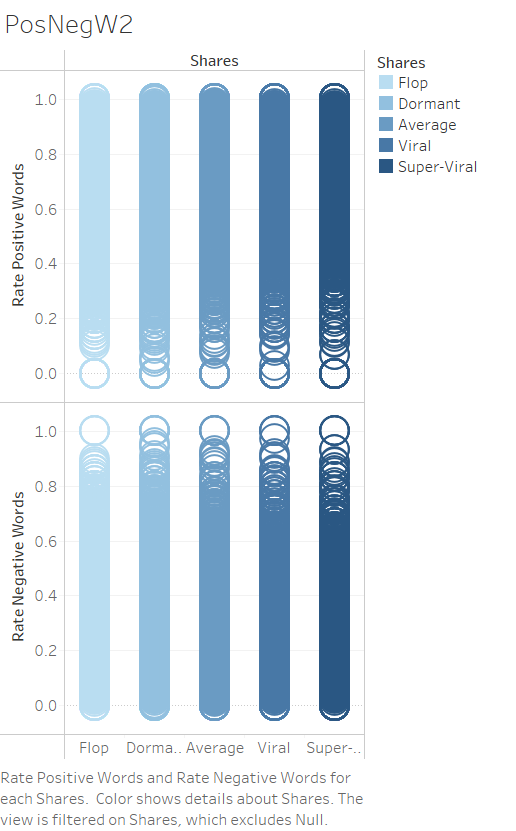 PosNegW2
Shares
Shares
Flop
Dormant
Average
Viral
Super-Viral
Rate Positive Words
1.0
0.8
0.6
0.4
0.2
0.0
Rate Negative Words
1.0
0.8
0.6
0.4
0.2
0.0
Flop Dorma.. Average Viral Super-..
Rate Positive Words and Rate Negative Words for
each Shares. Color shows details about Shares. The
view is filtered on Shares, which excludes Null.